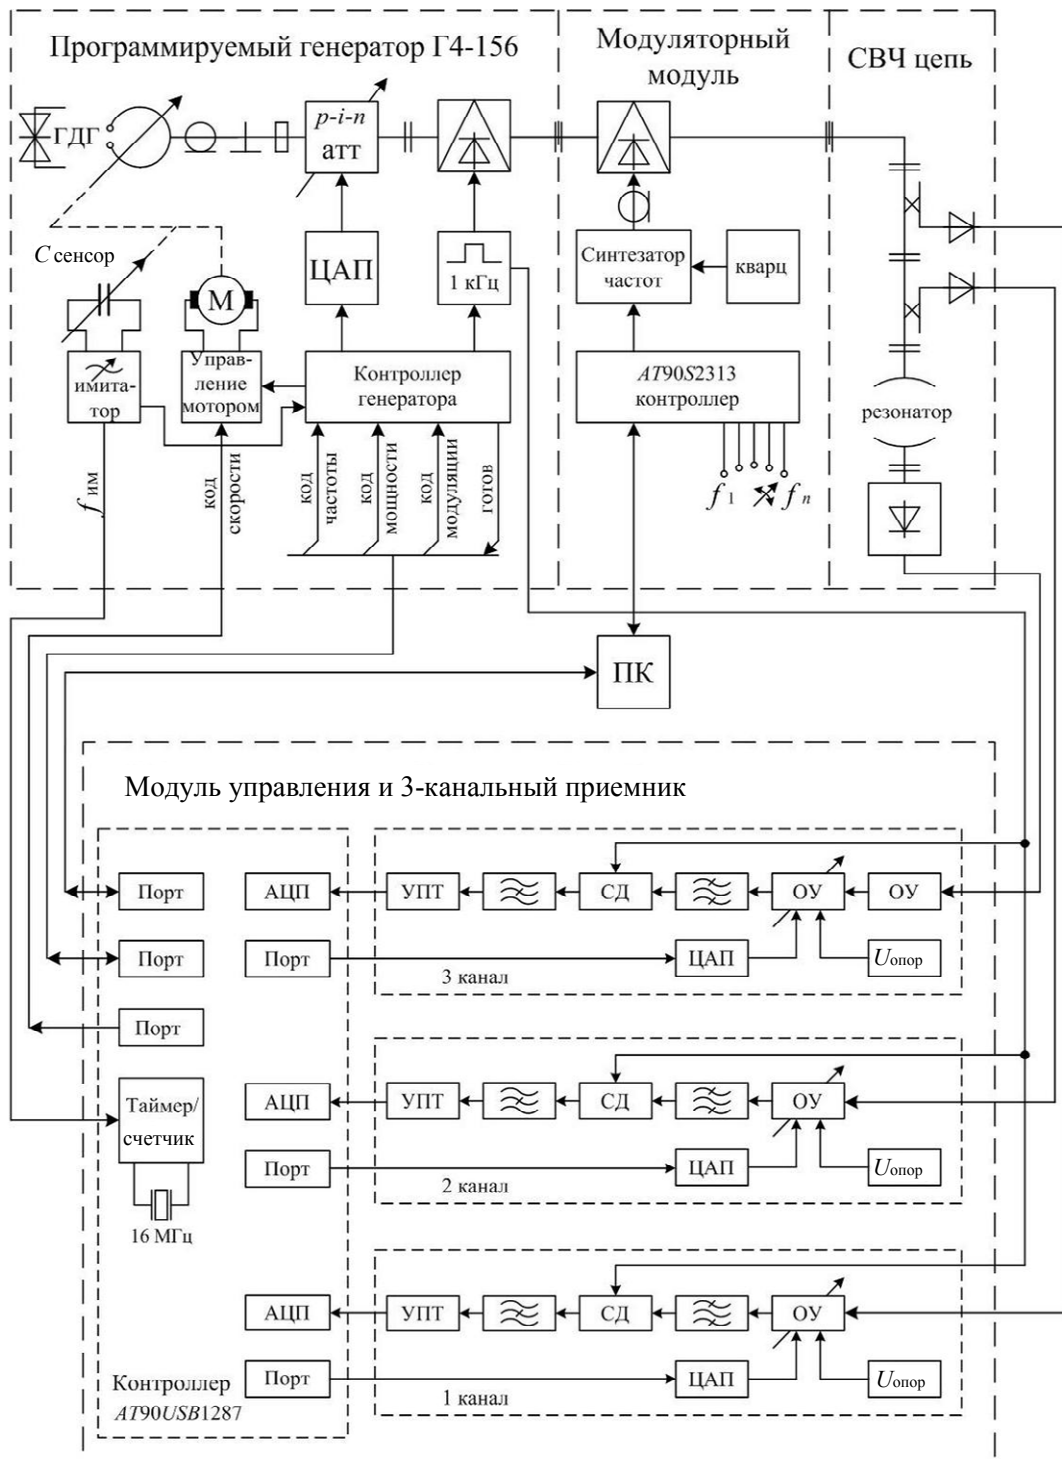 Программируемый генератор Г4-156
Модуляторный
модуль
СВЧ цепь
ГДГ
p-i-n
атт
C сенсор
М
ЦАП
1 кГц
Синтезатор
частот
кварц
имита-
тор
Управ-
ление
мотором
Контроллер
генератора
AT90S2313
контроллер
резонатор
f им
код
скорости
код
частоты
код
мощности
код
модуляции
готов
f 1
f n
ПК
Модуль управления и 3-канальный приемник
Порт
АЦП
УПТ
СД
ОУ
ОУ
Порт
Порт
ЦАП
Uопор
3 канал
Порт
Таймер/
счетчик
16 МГц
АЦП
УПТ
СД
ОУ
Порт
ЦАП
Uопор
2 канал
АЦП
УПТ
СД
ОУ
Порт
ЦАП
Uопор
1 канал
Контроллер
AT90USB1287